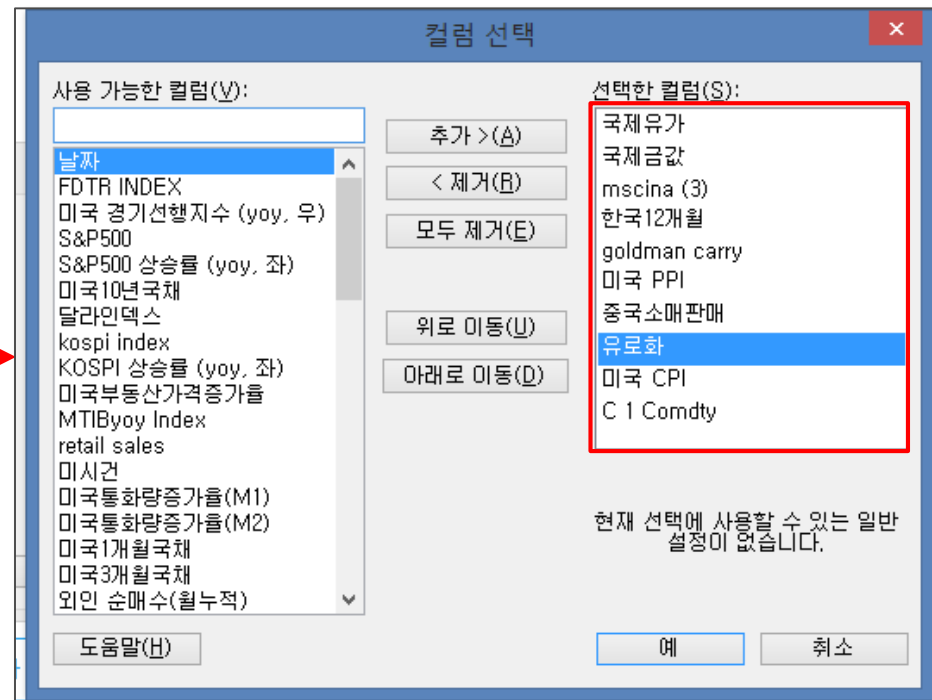 컬럼 선택
사용 가능한 컬럼(V):
날짜
FDTR INDEX
미국 경기선행지수 (yoy, 우)
S&P500
S&P500 상승률 (yoy, 좌)
미국10년국채
달라인덱스
kospi index
KOSPI 상승률 (yoy, 좌)
미국부동산가격증가율
MTIByoy Index
retail sales
미시건
미국통화량증가율(M1)
미국통화량증가율(M2)
미국1개월국채
미국3개월국채
외인 순매수(월누적)
추가 >(A)
< 제거(R)
모두 제거(E)
위로 이동(U)
아래로 이동(D)
선택한 컬럼(S):
국제유가
국제금값
mscina (3)
한국12개월
goldman carry
미국 PPI
중국소매판매
유로화
미국 CPI
C 1 Comdty
현재 선택에 사용할 수 있는 일반
설정이 없습니다.
도움말(H)
예
취소